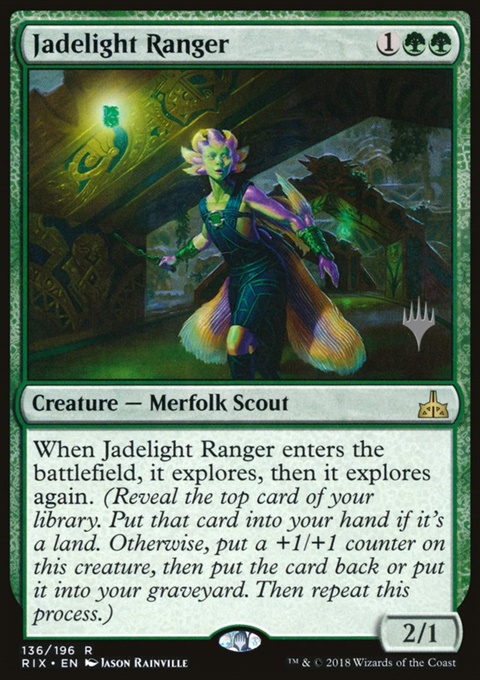 Jadelight Ranger 1
Creature — Merfolk Scout
When Jadelight Ranger enters the
battlefield, it explores, then it explores
again. (Reveal the top card of your
library. Put that card into your hand if it's
a land. Otherwise, put a +1/+1 counter on
this creature, then put the card back or put
it into your graveyard. Then repeat this
process.)
2/1
136/196 R
RIX • EN Jason Rainville
™ & © 2018 Wizards of the Coast